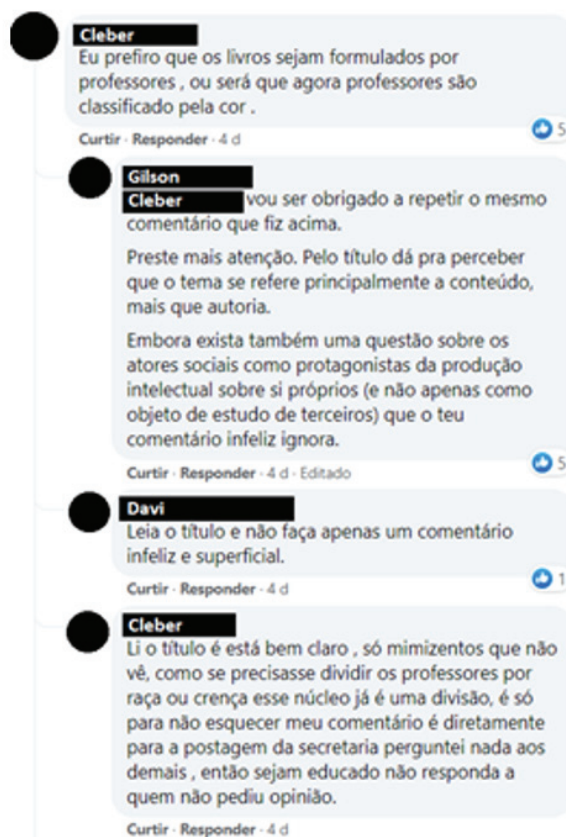 Cleber
Eu prefiro que os livros sejam formulados por
professores , ou será que agora professores são
classificado pela cor .
5
Curtir · Responder · 4 d
Gilson
Cleber vou ser obrigado a repetir o mesmo
comentário que fiz acima.
Preste mais atenção. Pelo título dá pra perceber
que o tema se refere principalmente a conteúdo,
mais que autoria.
Embora exista também uma questão sobre os
atores sociais como protagonistas da produção
intelectual sobre si próprios (e não apenas como
objeto de estudo de terceiros) que o teu
comentário infeliz ignora.
5
Curtir · Responder · 4 d · Editado
Davi
Leia o título e não faça apenas um comentário
infeliz e superficial.
1
Curtir · Responder · 4 d
Cleber
Li o título é está bem claro , só mimizentos que não
vê, como se precisasse dividir os professores por
raça ou crença esse núcleo já é uma divisão, é só
para não esquecer meu comentário é diretamente
para a postagem da secretaria perguntei nada aos
demais , então sejam educado não responda a
quem não pediu opinião.
Curtir · Responder · 4 d